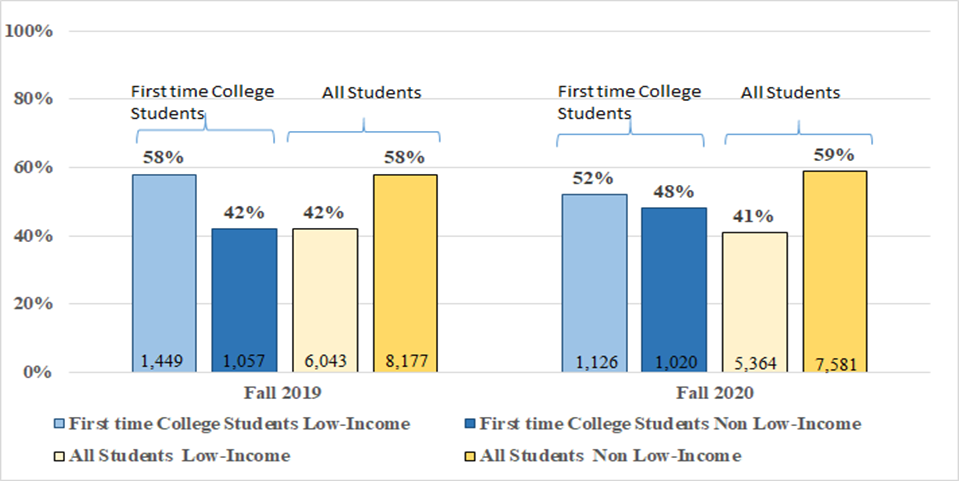 100%
80%
60%
40%
20%
0%
First time College
Students
All Students
58%
42%
42%
58%
1,449
1,057
6,043
8,177
Fall 2019
First time College
Students
All Students
52%
48%
41%
59%
1,126
1,020
5,364
7,581
Fall 2020
First time College Students Low-Income
First time College Students Non Low-Income
All Students Low-Income
All Students Non Low-Income